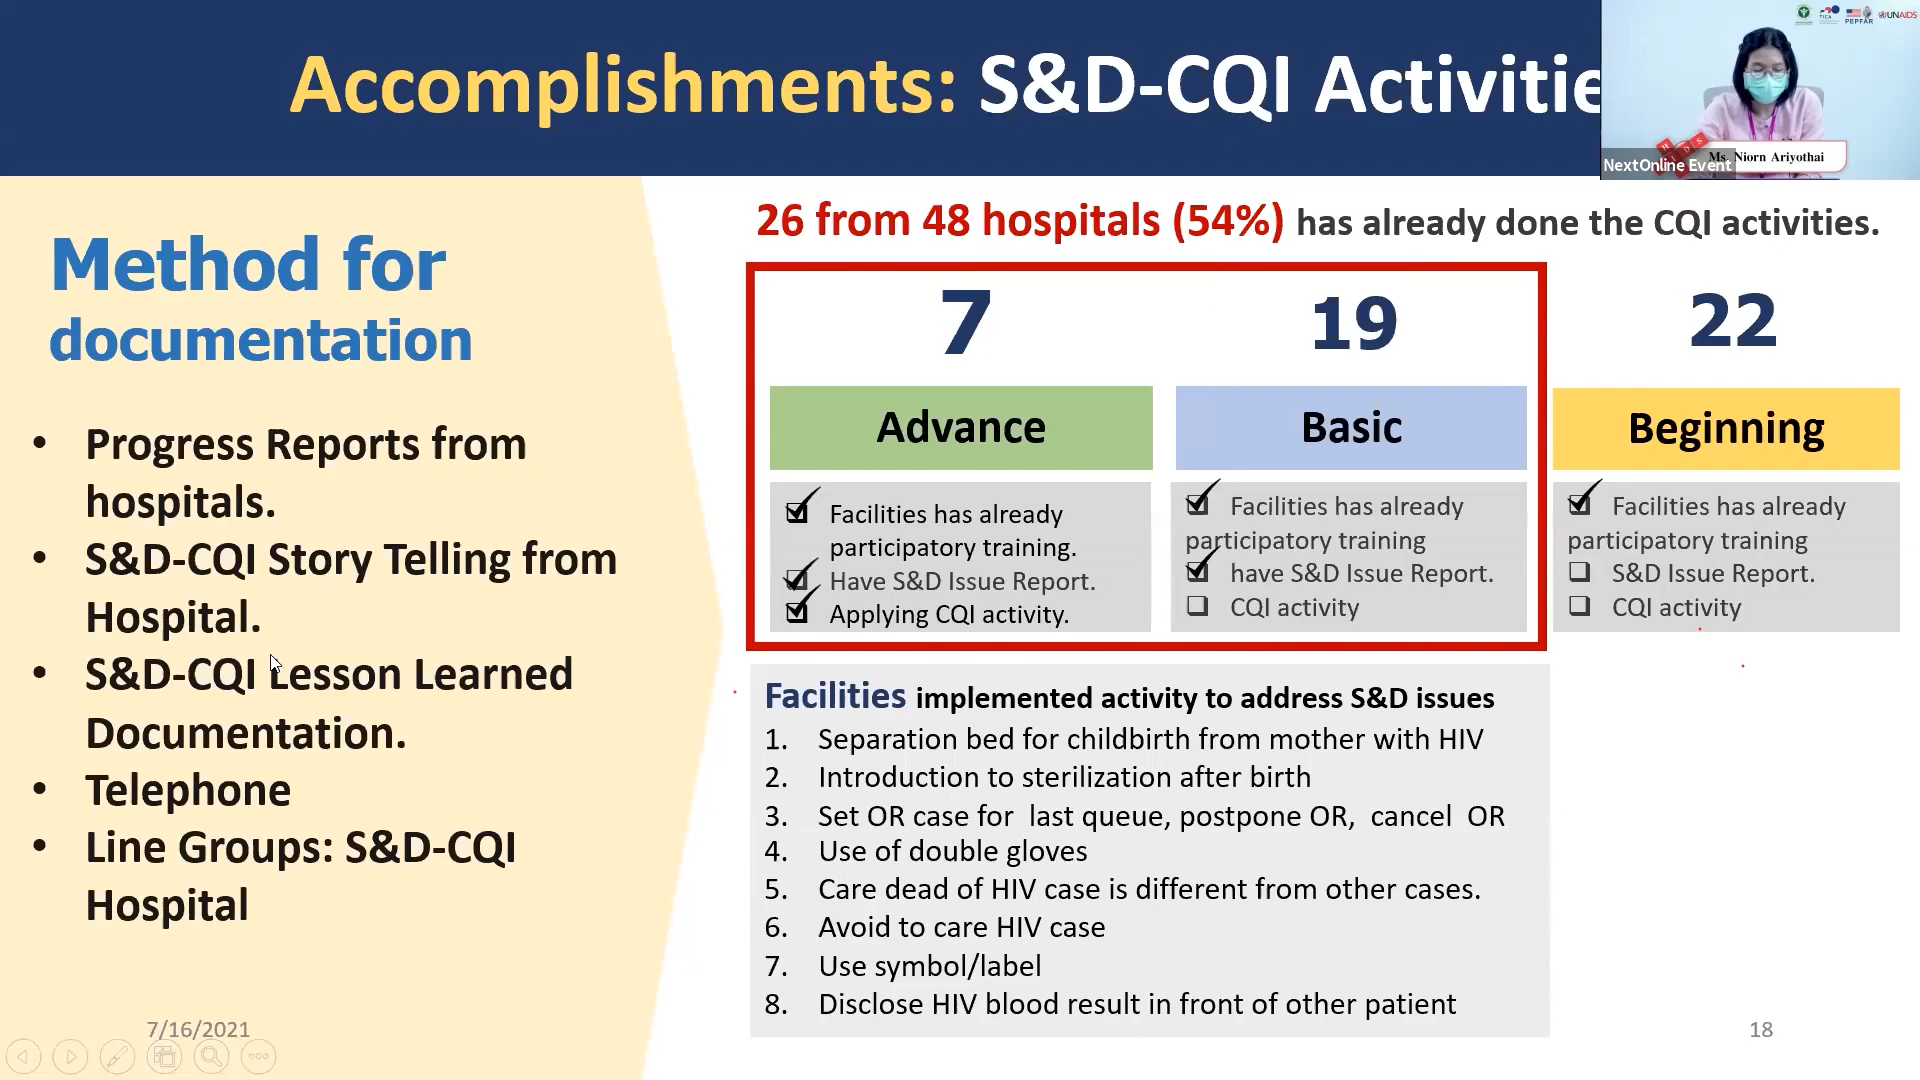 Accomplishments: S&D-CQI Activitie
TICA
PEPFAR
UNAIDS
Ms. Niorn Ariyothai
NextOnline Event
Method for
documentation
• Progress Reports from
hospitals.
• S&D-CQI Story Telling from
Hospital.
• S&D-CQI Lesson Learned
Documentation.
• Telephone
• Line Groups: S&D-CQI
Hospital
7/16/2021
26 from 48 hospitals (54%) has already done the CQI activities.
7
Advance
Facilities has already
participatory training.
Have S&D Issue Report.
Applying CQI activity.
19
Basic
Facilities has already
participatory training
have S&D Issue Report.
CQI activity
22
Beginning
Facilities has already
participatory training
S&D Issue Report.
CQI activity
Facilities implemented activity to address S&D issues
1. Separation bed for childbirth from mother with HIV
2. Introduction to sterilization after birth
3. Set OR case for last queue, postpone OR, cancel OR
4. Use of double gloves
5. Care dead of HIV case is different from other cases.
6. Avoid to care HIV case
7. Use symbol/label
8. Disclose HIV blood result in front of other patient
18